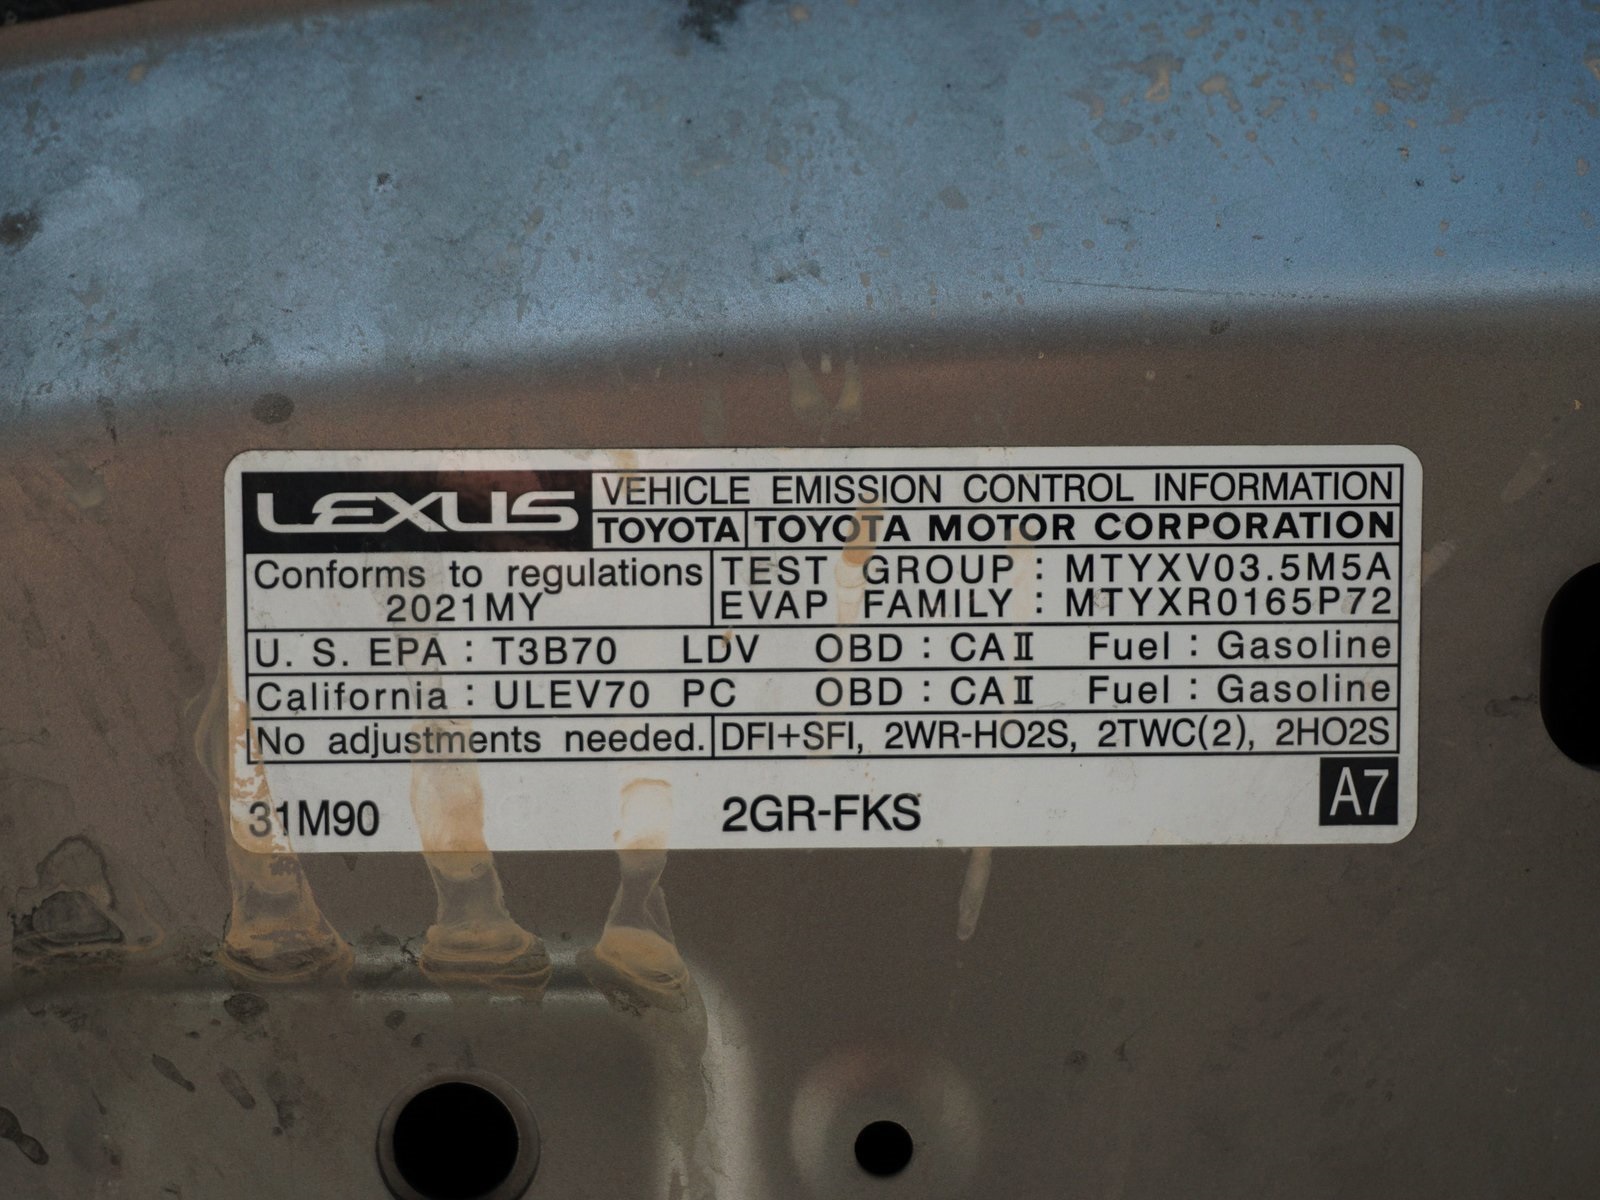 LEXUS VEHICLE EMISSION CONTROL INFORMATION
TOYOTA TOYOTA MOTOR CORPORATION
Conforms to regulations TEST GROUP : MTYXV03.5M5A
2021MY EVAP FAMILY : MTYXR0165P72
U. S. EPA : T3B70 LDV OBD : CAⅡ Fuel : Gasoline
California : ULEV70 PC OBD : CAⅡ Fuel : Gasoline
No adjustments needed. DFI+SFI, 2WR-HO2S, 2TWC(2), 2HO2S
31M90 2GR-FKS A7